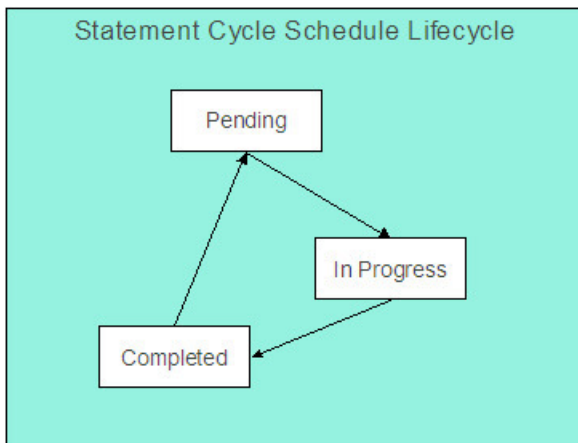 Statement Cycle Schedule Lifecycle
Pending
In Progress
Completed